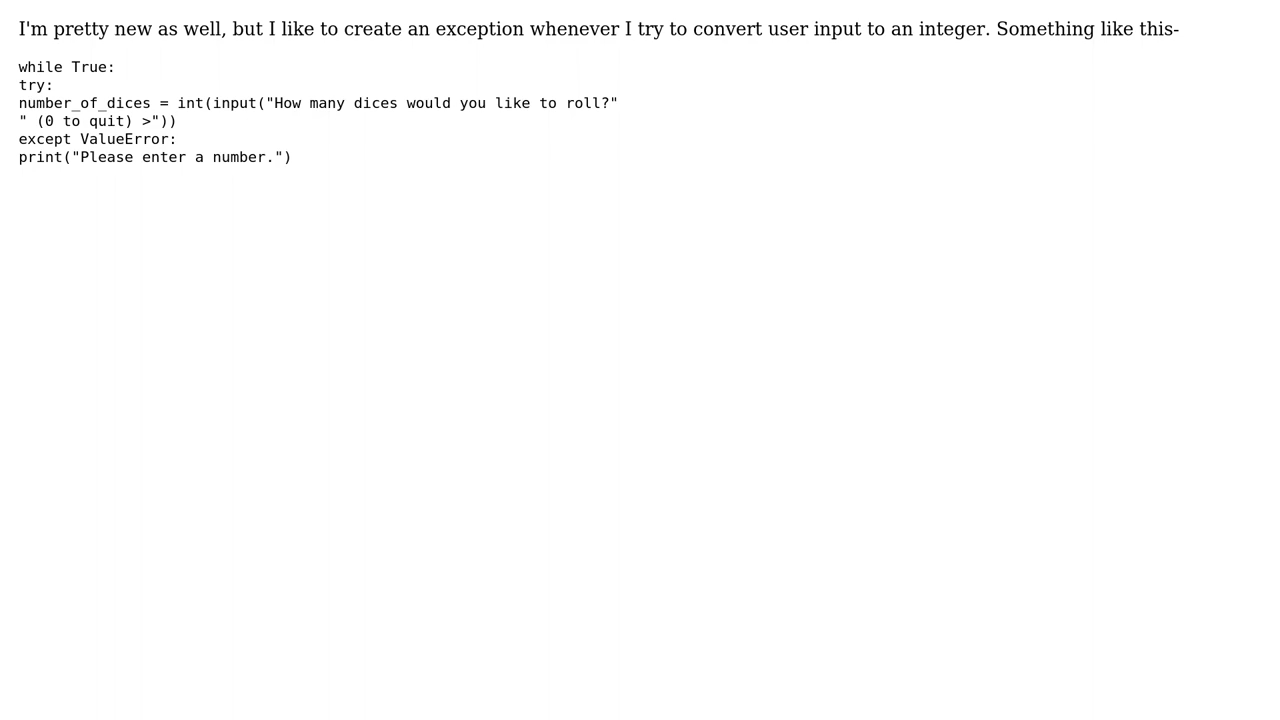 I'm pretty new as well, but I like to create an exception whenever I try to convert user input to an integer. Something like this-
while True:
try:
number_of_dices = int(input("How many dices would you like to roll?"
" (0 to quit) >"))
except ValueError:
print("Please enter a number.")